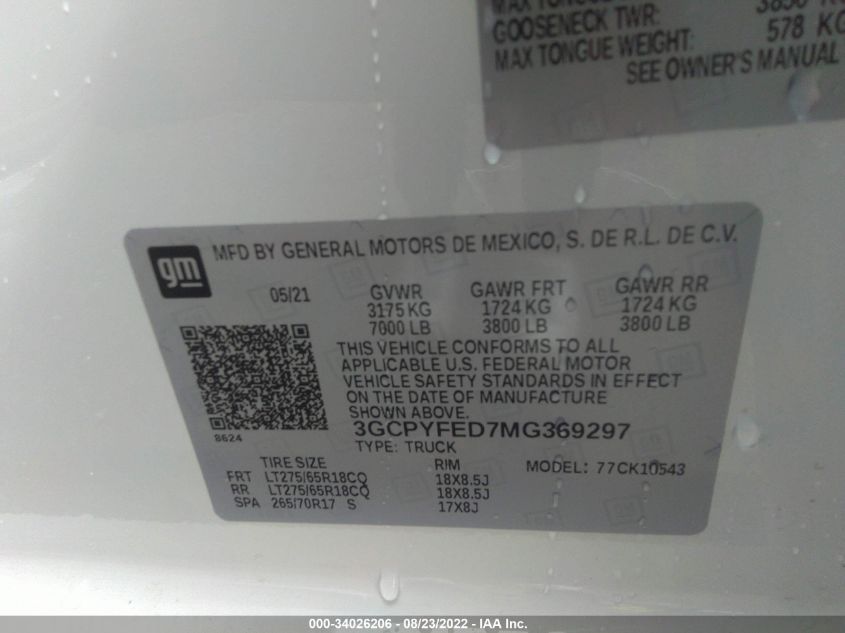 GOOSENECK TWR: 578 KG
MAX TONGUE WEIGHT:
SEE OWNER'S MANUAL
gm
MFD BY GENERAL MOTORS DE MEXICO, S. DE R.L. DE C.V.
05/21 GVWR GAWR FRT GAWR RR
3175 KG 1724 KG 1724 KG
7000 LB 3800 LB 3800 LB
THIS VEHICLE CONFORMS TO ALL
APPLICABLE U.S. FEDERAL MOTOR
VEHICLE SAFETY STANDARDS IN EFFECT
ON THE DATE OF MANUFACTURE
SHOWN ABOVE.
8624
3GCPYFED7MG369297
TYPE: TRUCK
TIRE SIZE RIM MODEL: 77CK10543
FRT LT275/65R18CQ 18X8.5J
RR LT275/65R18CQ 18X8.5J
SPA 265/70R17 S 17X8J
000-34026206 - 08/23/2022 - IAA Inc.